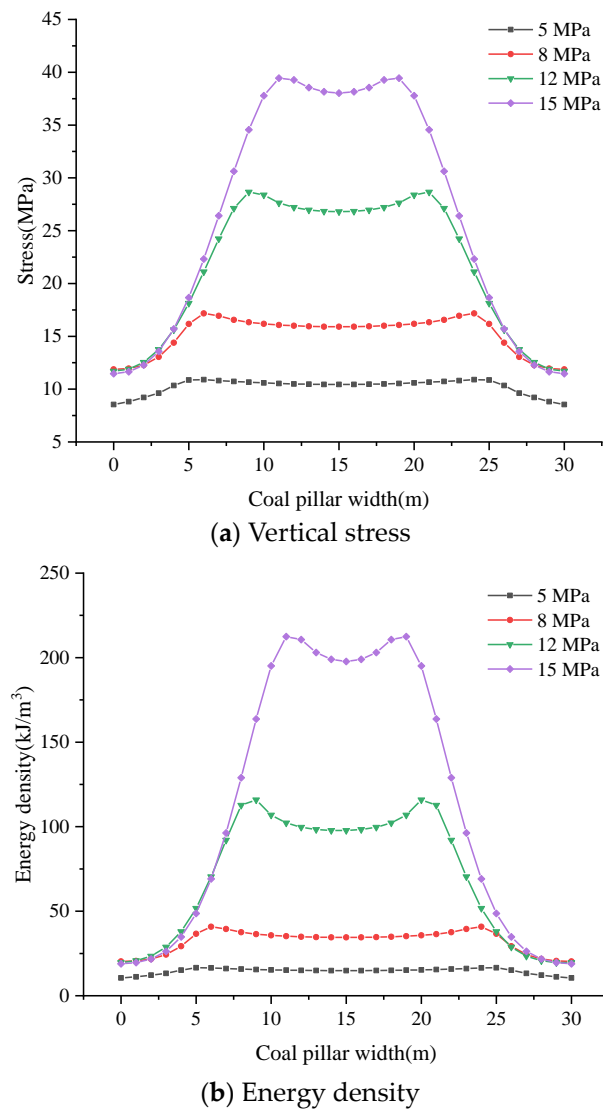 45
40
35
30
25
20
15
10
5
Stress(MPa)
0 5 10 15 20 25 30
Coal pillar width(m)
5 MPa
8 MPa
12 MPa
15 MPa
(a) Vertical stress
250
200
150
100
50
0
Energy density(kJ/m³)
0 5 10 15 20 25 30
Coal pillar width(m)
5 MPa
8 MPa
12 MPa
15 MPa
(b) Energy density